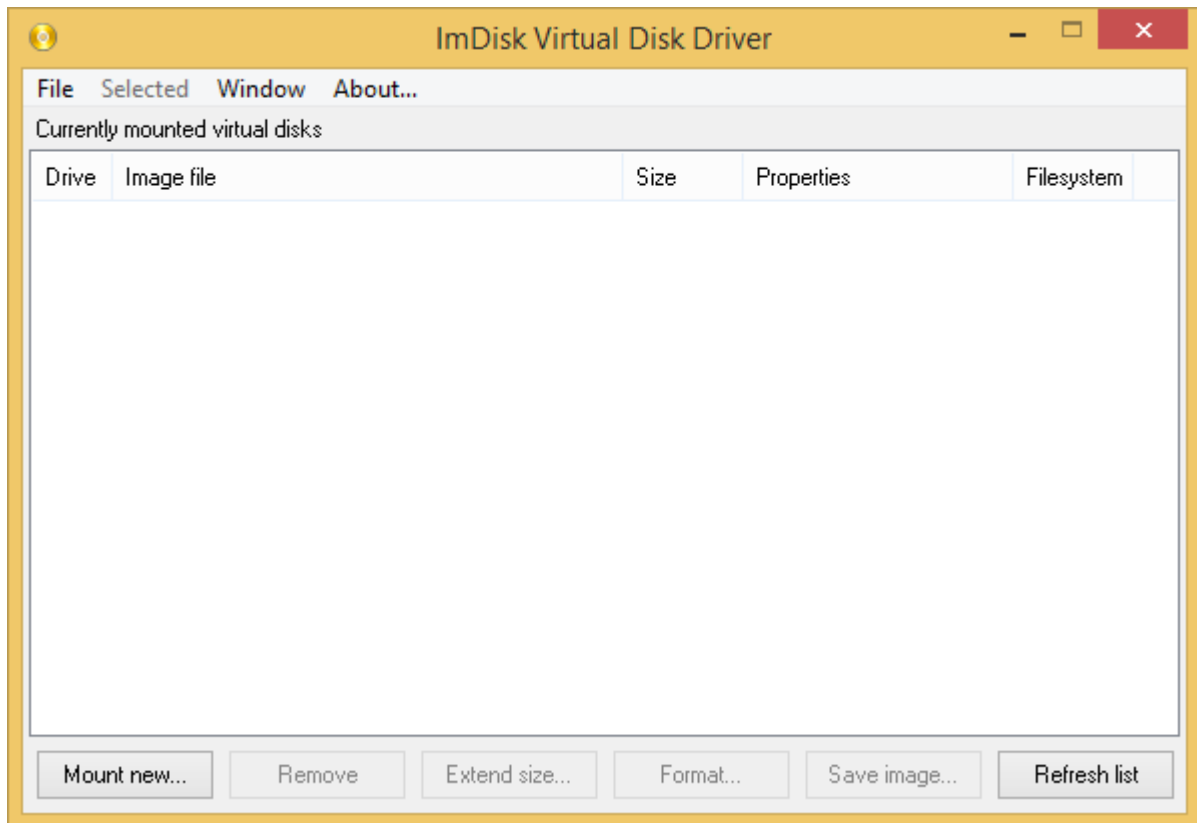 ImDisk Virtual Disk Driver
File Selected Window About...
Currently mounted virtual disks
Drive Image file Size Properties Filesystem
Mount new... Remove Extend size... Format... Save image... Refresh list